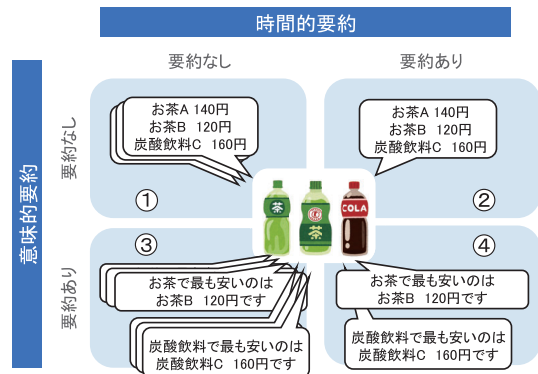 時間的要約
要約なし
要約あり
意味的要約
要約なし
お茶A 140円
お茶B 120円
炭酸飲料C 160円
①
お茶A 140円
お茶B 120円
炭酸飲料C 160円
②
茶
茶
COLA
要約あり
③
お茶で最も安いのは
お茶B 120円です
炭酸飲料で最も安いのは
炭酸飲料C 160円です
④
お茶で最も安いのは
お茶B 120円です
炭酸飲料で最も安いのは
炭酸飲料C 160円です